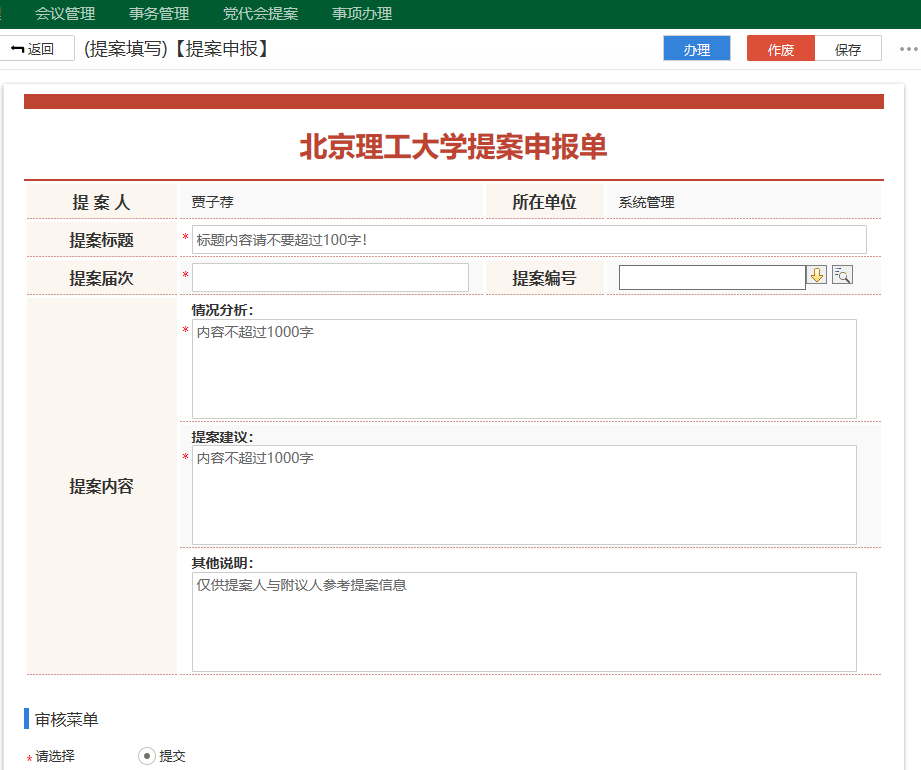 会议管理 事务管理 党代会提案 事项办理
返回 (提案填写)【提案申报】 办理 作废 保存
北京理工大学提案申报单
提 案 人 贾子荐 所在单位 系统管理
提案标题 * 标题内容请不要超过100字！
提案届次 * 提案编号
情况分析：
* 内容不超过1000字
提案建议：
* 内容不超过1000字
提案内容
其他说明：
仅供提案人与附议人参考提案信息
审核菜单
* 请选择 提交